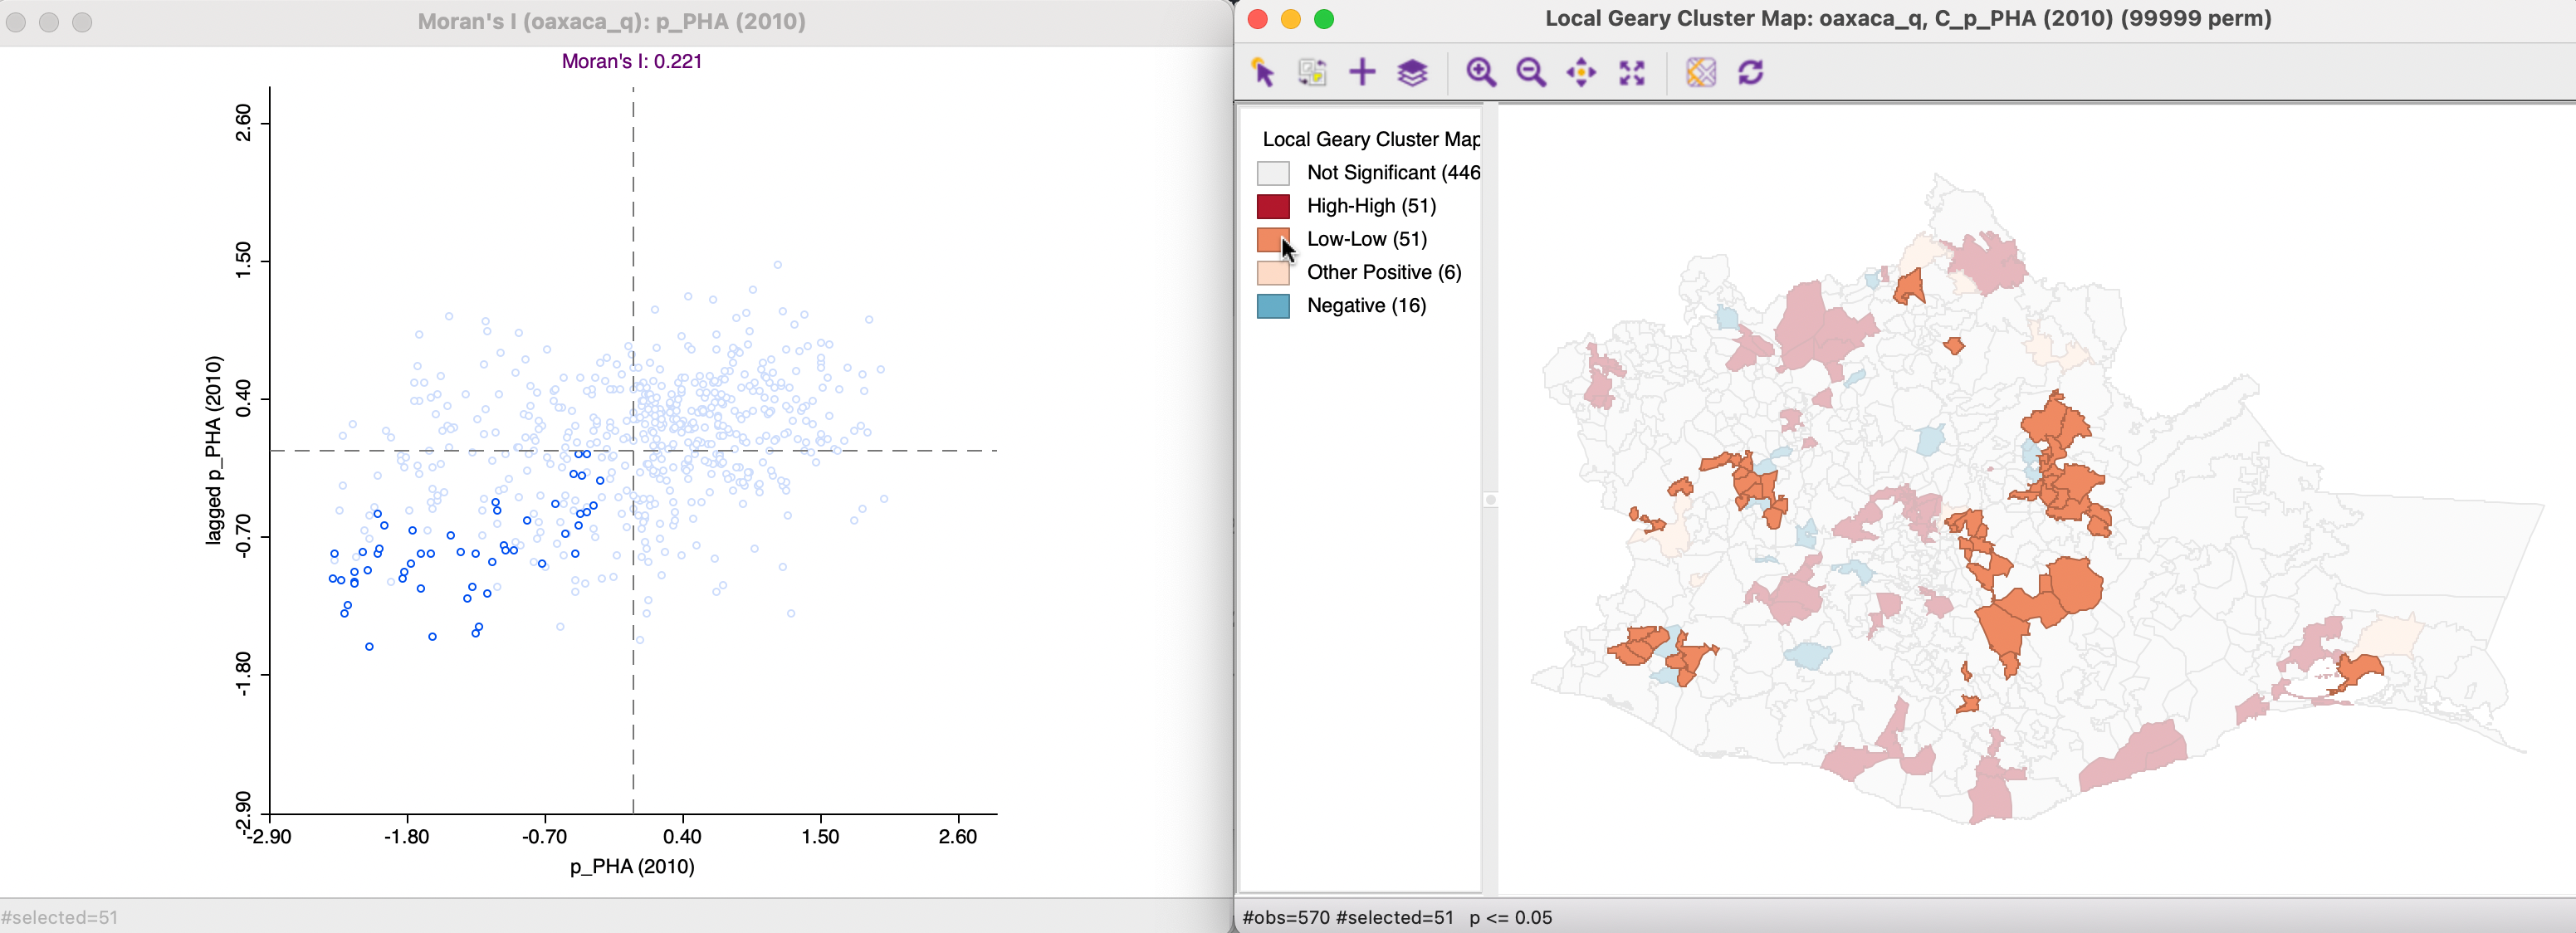 Moran's I (oaxaca_q): p_PHA (2010)
Moran's I: 0.221
2.60
1.50
0.40
-0.70
-1.80
-2.90
lagged p_PHA (2010)
-2.90 -1.80 -0.70 0.40 1.50 2.60
p_PHA (2010)
#selected=51
Local Geary Cluster Map: oaxaca_q, C_p_PHA (2010) (99999 perm)
Local Geary Cluster Map
Not Significant (446
High-High (51)
Low-Low (51)
Other Positive (6)
Negative (16)
#obs=570 #selected=51 p <= 0.05